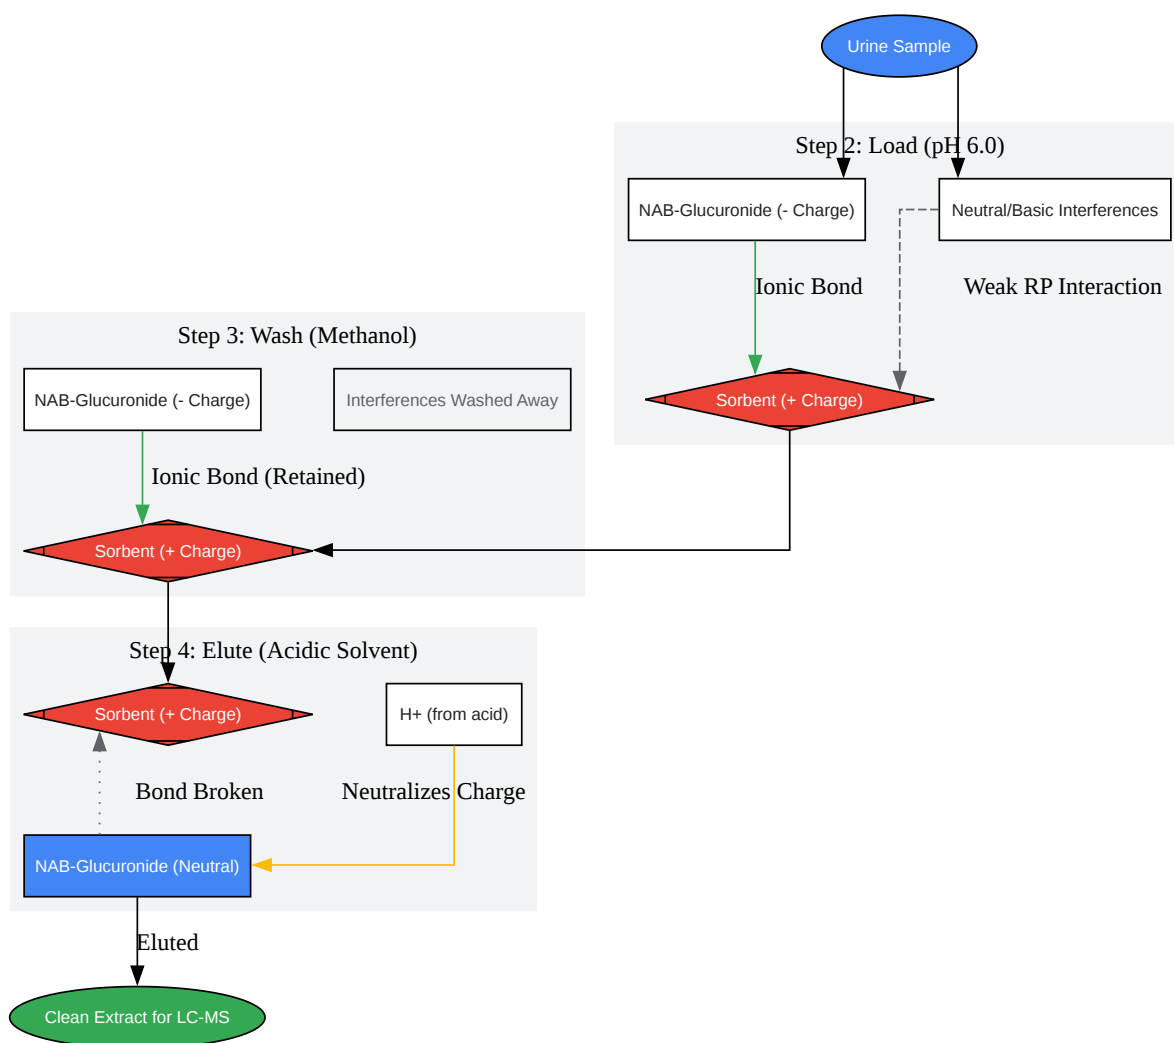 Urine Sample
Step 2: Load (pH 6.0)
NAB-Glucuronide (- Charge)
Neutral/Basic Interferences
Ionic Bond
Weak RP Interaction
Sorbent (+ Charge)
Step 3: Wash (Methanol)
NAB-Glucuronide (- Charge)
Interferences Washed Away
Ionic Bond (Retained)
Sorbent (+ Charge)
Step 4: Elute (Acidic Solvent)
Sorbent (+ Charge)
H+ (from acid)
Bond Broken
Neutralizes Charge
NAB-Glucuronide (Neutral)
Eluted
Clean Extract for LC-MS